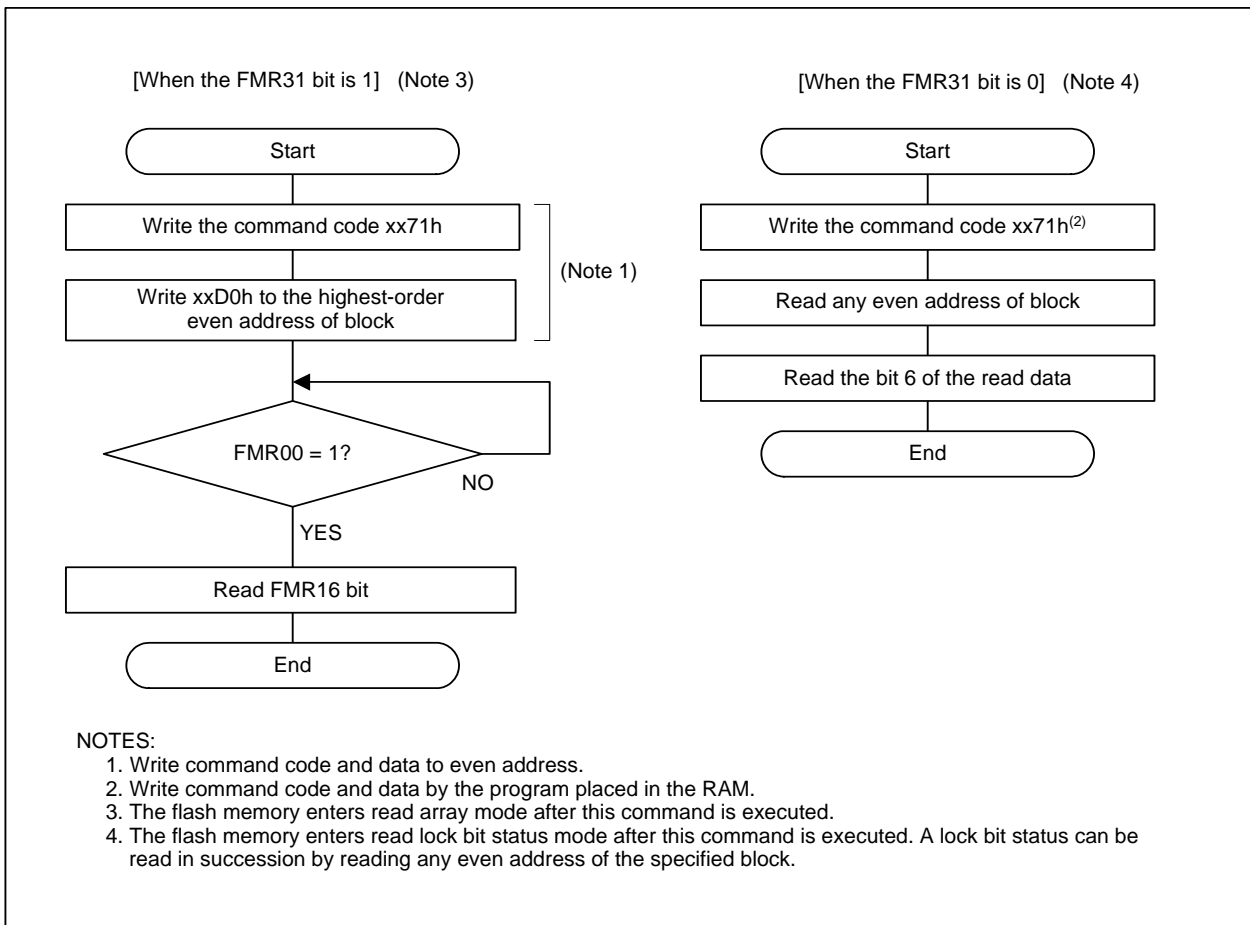 [When the FMR31 bit is 1] (Note 3)
Start
Write the command code xx71h
Write xxD0h to the highest-order
even address of block
(Note 1)
FMR00 = 1?
NO
YES
Read FMR16 bit
End
[When the FMR31 bit is 0] (Note 4)
Start
Write the command code xx71h(2)
Read any even address of block
Read the bit 6 of the read data
End
NOTES:
1. Write command code and data to even address.
2. Write command code and data by the program placed in the RAM.
3. The flash memory enters read array mode after this command is executed.
4. The flash memory enters read lock bit status mode after this command is executed. A lock bit status can be
read in succession by reading any even address of the specified block.